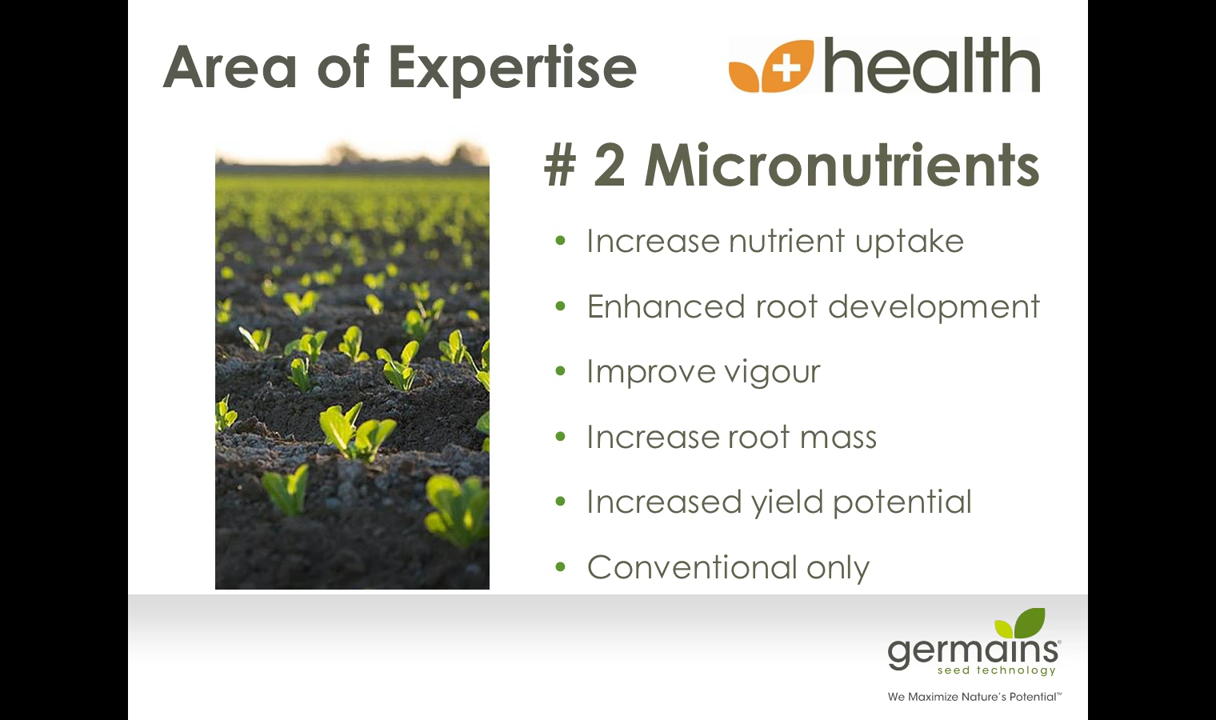 Area of Expertise
health
# 2 Micronutrients
• Increase nutrient uptake
• Enhanced root development
• Improve vigour
• Increase root mass
• Increased yield potential
• Conventional only
germains®
seed technology
We Maximize Nature's Potential™